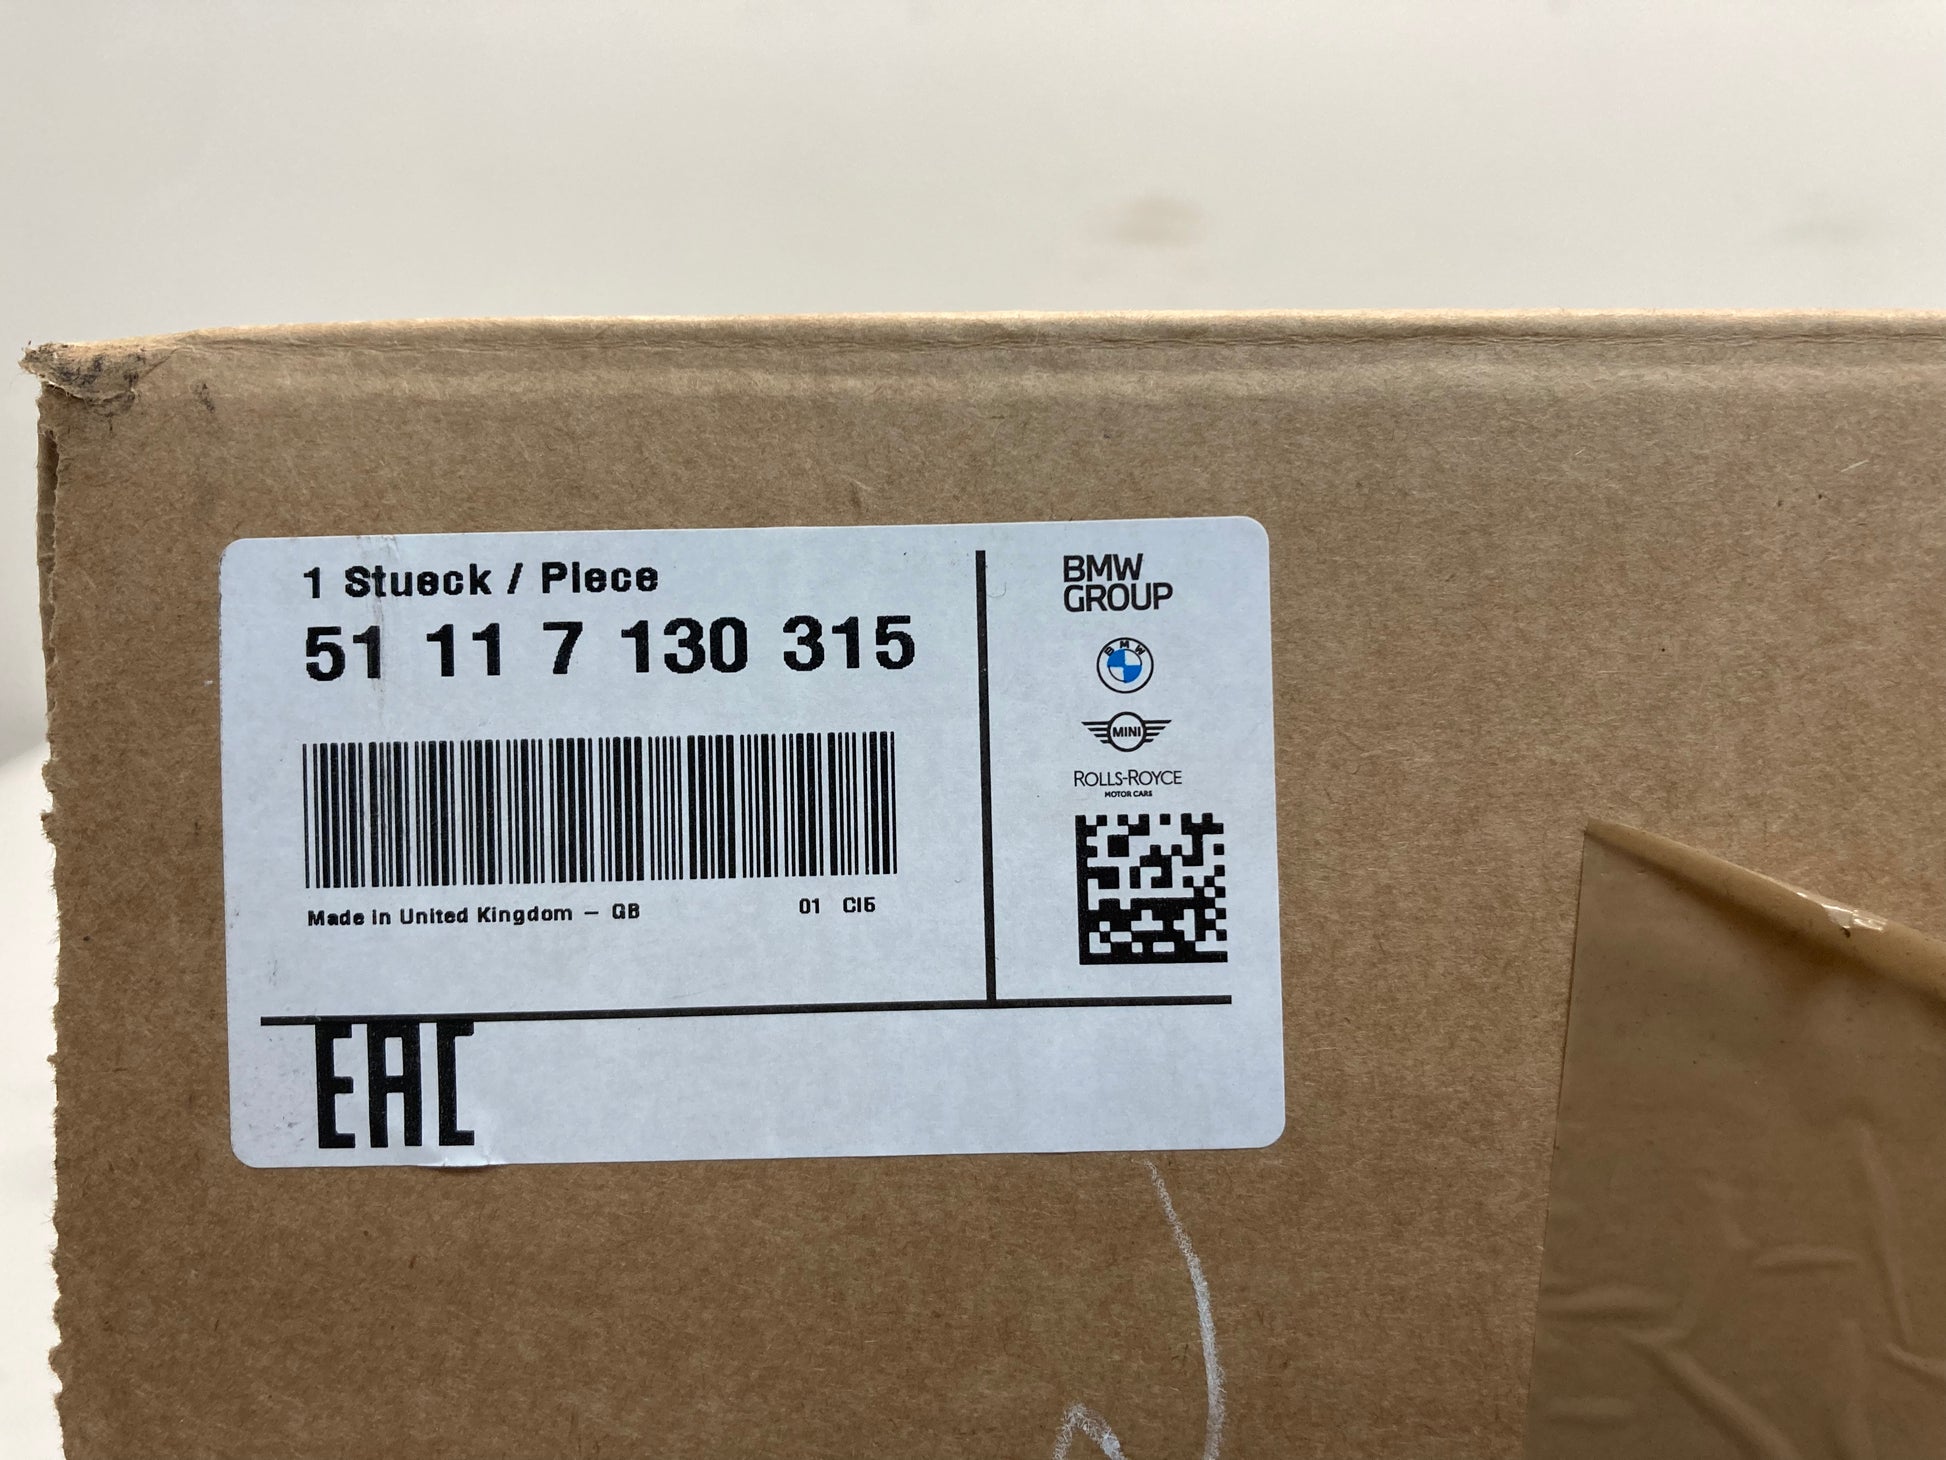 1 Stueck / Piece
51 11 7 130 315
Made in United Kingdom – GB
01 CI5
BMW
GROUP
BMW
MINI
ROLLS-ROYCE
MOTOR CARS
EAC